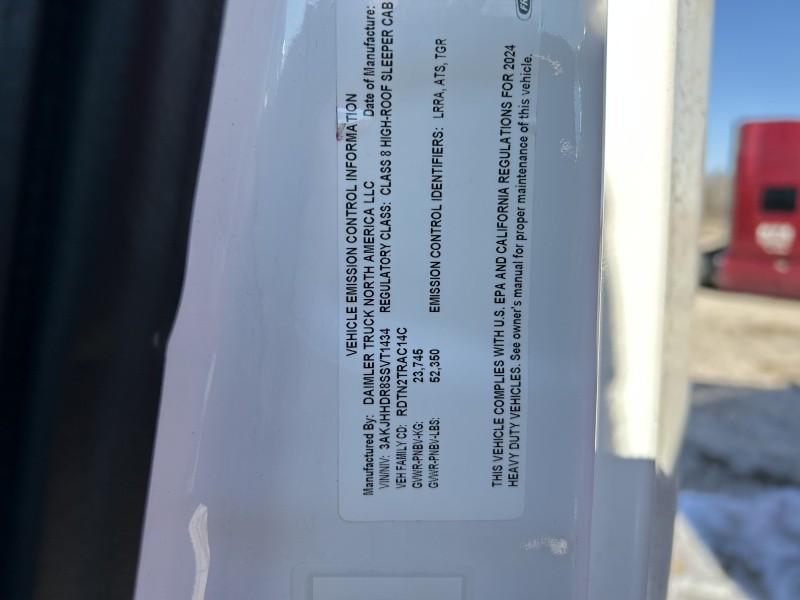 VEHICLE EMISSION CONTROL INFORMATION
Manufactured By: DAIMLER TRUCK NORTH AMERICA LLC Date of Manufacture:
VIN/NIV: 3AKJHHDR8SSVT1434 REGULATORY CLASS: CLASS 8 HIGH-ROOF SLEEPER CAB
VEH FAMILY CD: RDTN2TRAC14C
GVWR-PNBV-KG: 23,745
GVWR-PNBV-LBS: 52,350 EMISSION CONTROL IDENTIFIERS: LRRA, ATS, TGR
THIS VEHICLE COMPLIES WITH U.S. EPA AND CALIFORNIA REGULATIONS FOR 2024
HEAVY DUTY VEHICLES. See owner's manual for proper maintenance of this vehicle.